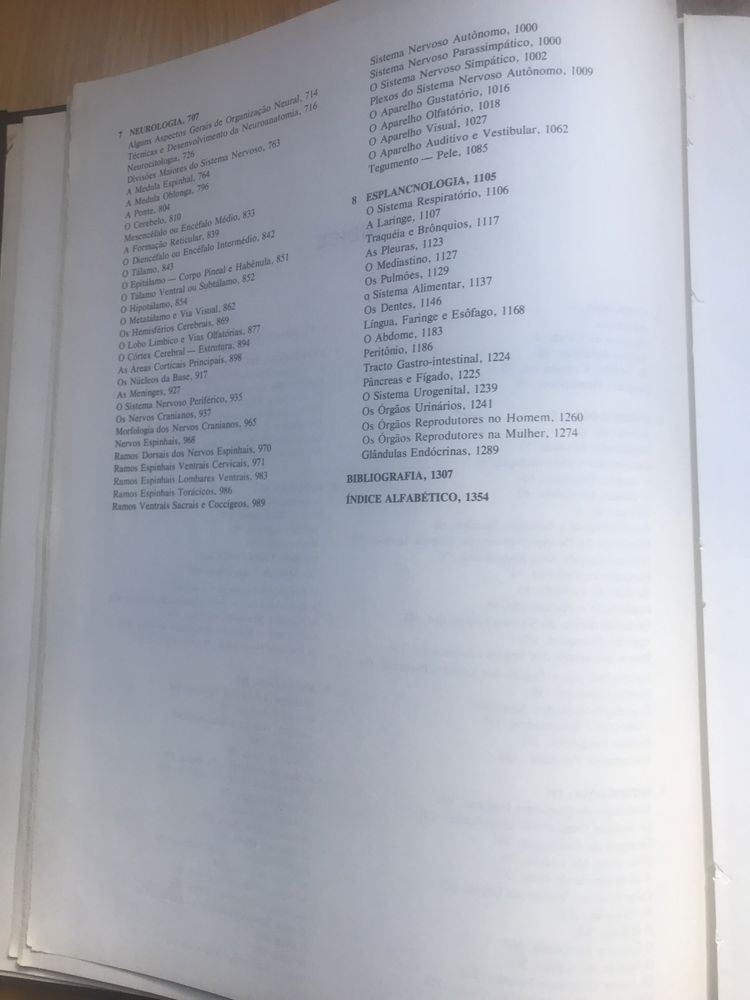 7 NEUROLOGIA, 707
Alguns Aspectos Gerais de Organização Neural, 714
Técnicas e Desenvolvimento da Neuroanatomia, 716
Neurocitologia, 726
Divisões Maiores do Sistema Nervoso, 763
A Medula Espinhal, 764
A Medula Oblonga, 796
A Ponte, 804
O Cerebelo, 810
Mesencéfalo ou Encéfalo Médio, 833
A Formação Reticular, 839
O Diencéfalo ou Encéfalo Intermédio, 842
O Tálamo, 843
O Epitálamo — Corpo Pineal e Habênula, 851
O Tálamo Ventral ou Subtálamo, 852
O Hipotálamo, 854
O Metatálamo e Via Visual, 862
Os Hemisférios Cerebrais, 869
O Lobo Límbico e Vias Olfatórias, 877
O Córtex Cerebral — Estrutura, 894
As Áreas Corticais Principais, 898
Os Núcleos da Base, 917
As Meninges, 927
O Sistema Nervoso Periférico, 935
Os Nervos Cranianos, 937
Morfologia dos Nervos Cranianos, 965
Nervos Espinhais, 968
Ramos Dorsais dos Nervos Espinhais, 970
Ramos Espinhais Ventrais Cervicais, 971
Ramos Espinhais Lombares Ventrais, 983
Ramos Espinhais Torácicos, 986
Ramos Ventrais Sacrais e Coccígeos, 989
Sistema Nervoso Autônomo, 1000
Sistema Nervoso Parassimpático, 1000
O Sistema Nervoso Simpático, 1002
Plexos do Sistema Nervoso Autônomo, 1009
O Aparelho Gustatório, 1016
O Aparelho Olfatório, 1018
O Aparelho Visual, 1027
O Aparelho Auditivo e Vestibular, 1062
Tegumento — Pele, 1085
8 ESPLANCNOLOGIA, 1105
O Sistema Respiratório, 1106
A Laringe, 1107
Traquéia e Brônquios, 1117
As Pleuras, 1123
O Mediastino, 1127
Os Pulmões, 1129
o Sistema Alimentar, 1137
Os Dentes, 1146
Língua, Faringe e Esôfago, 1168
O Abdome, 1183
Peritônio, 1186
Tracto Gastro-intestinal, 1224
Pâncreas e Fígado, 1225
O Sistema Urogenital, 1239
Os Órgãos Urinários, 1241
Os Órgãos Reprodutores no Homem, 1260
Os Órgãos Reprodutores na Mulher, 1274
Glândulas Endócrinas, 1289
BIBLIOGRAFIA, 1307
ÍNDICE ALFABÉTICO, 1354